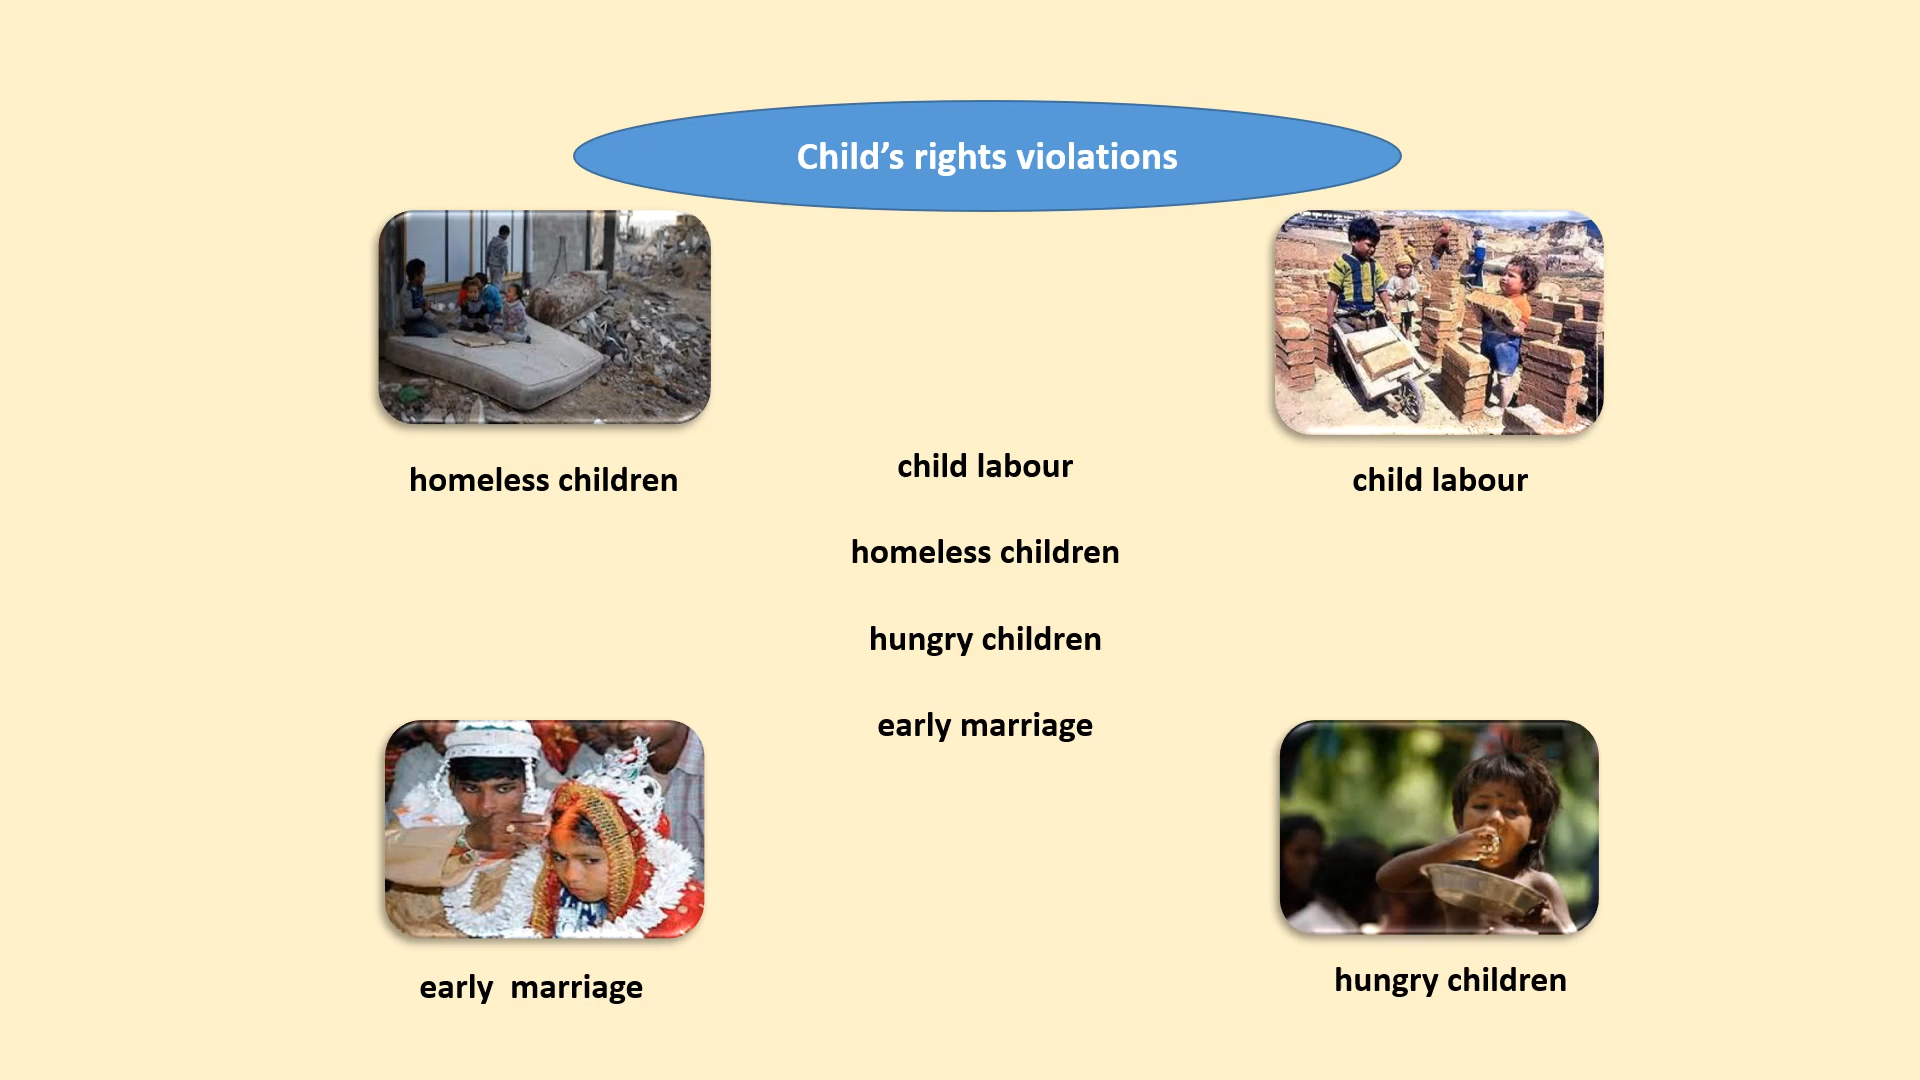 Child’s rights violations
homeless children
child labour
child labour
homeless children
hungry children
early marriage
early  marriage
hungry children